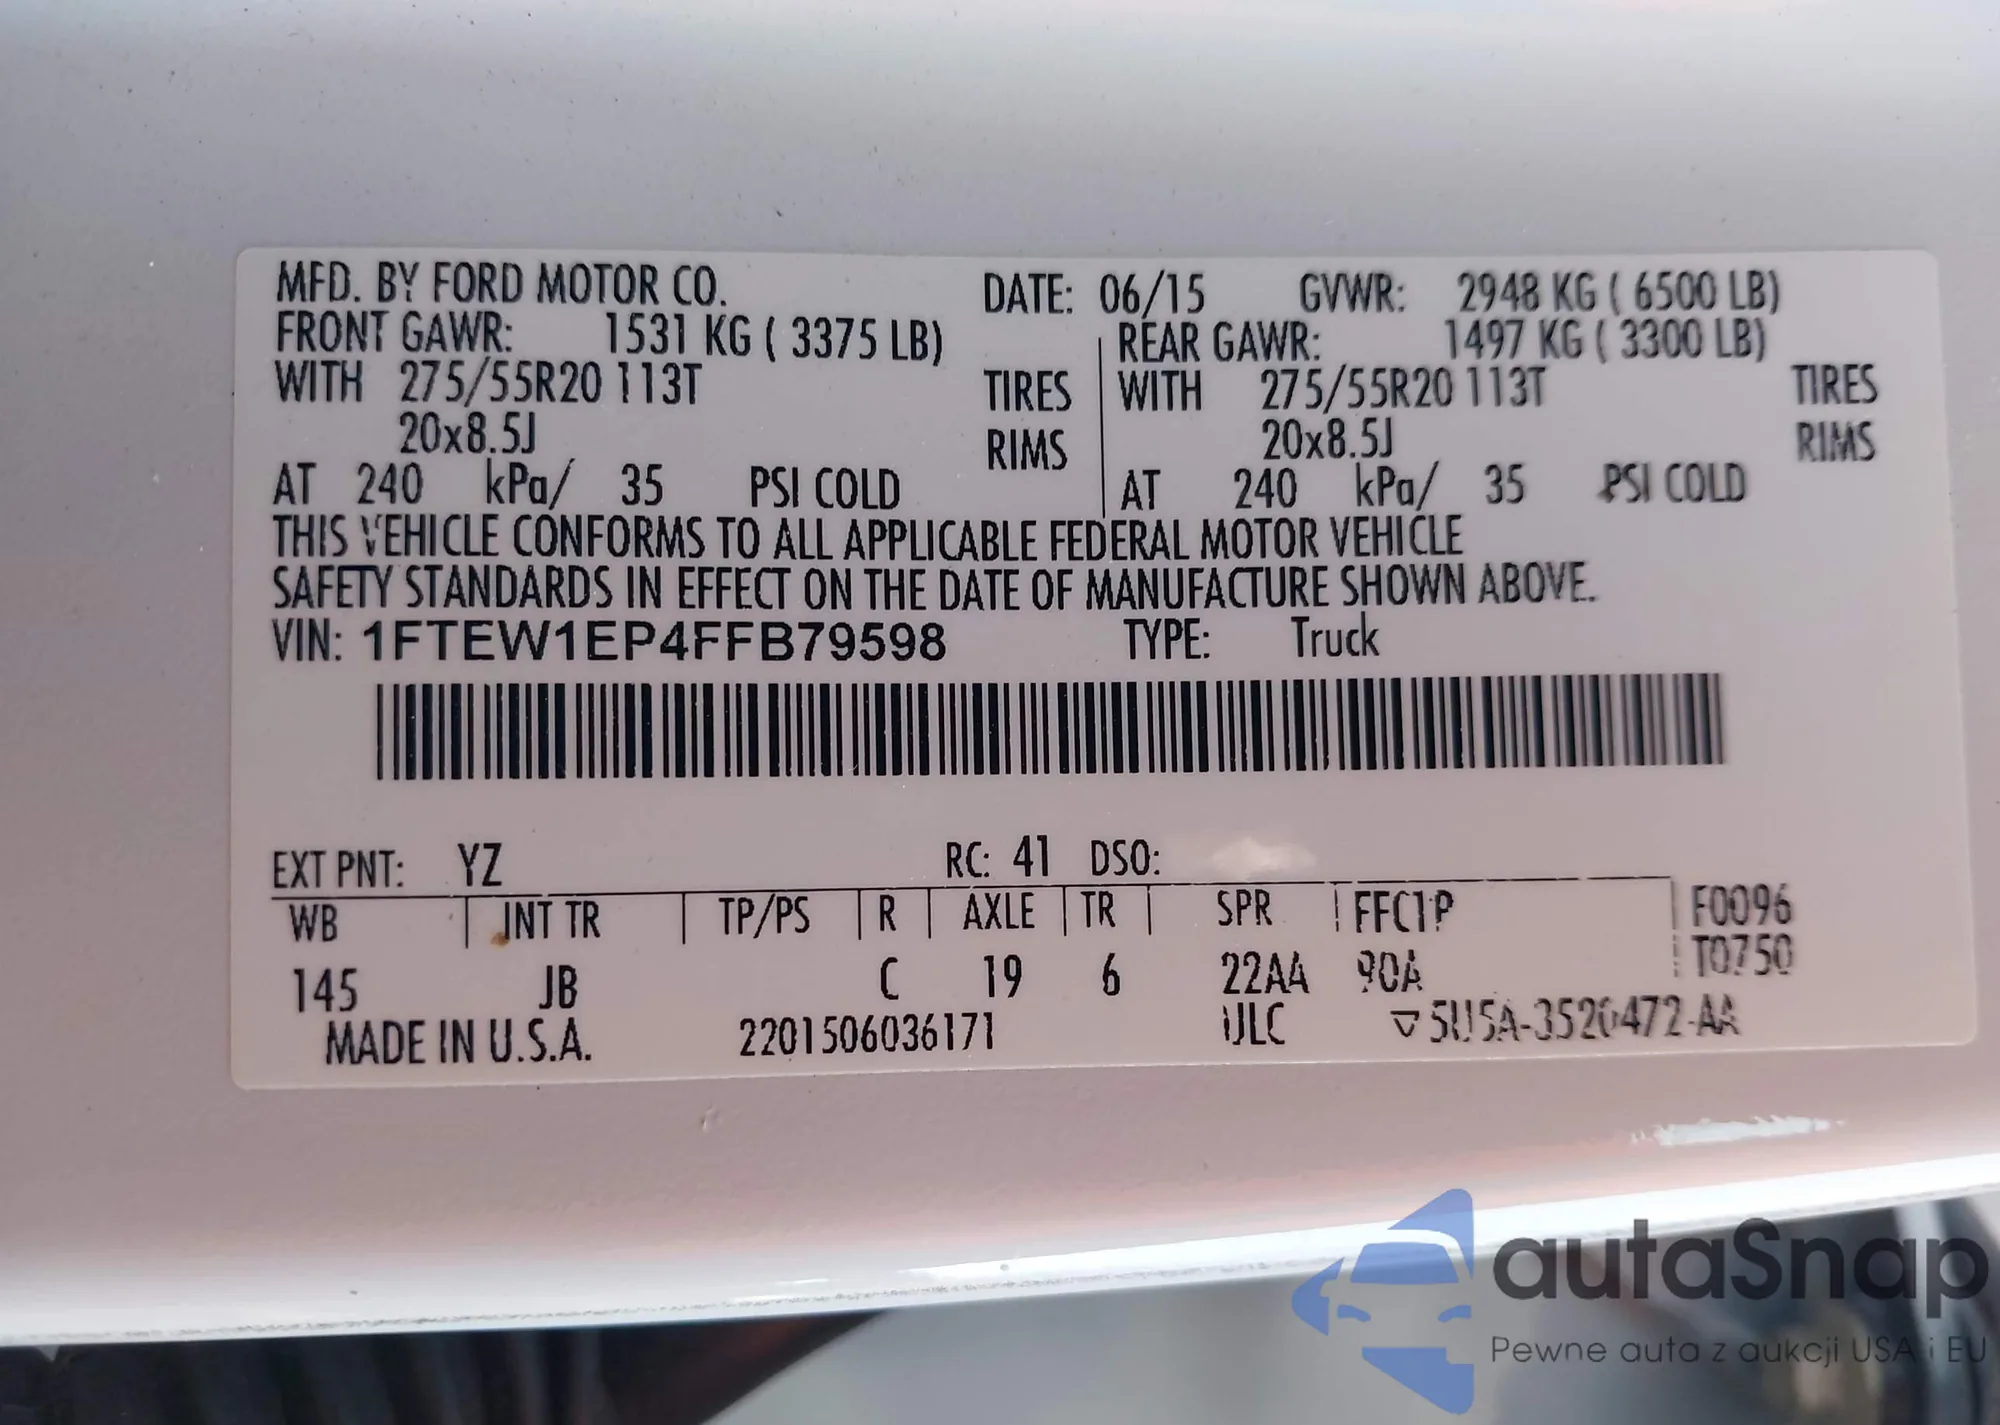 MFD. BY FORD MOTOR CO. DATE: 06/15 GVWR: 2948 KG ( 6500 LB)
FRONT GAWR: 1531 KG ( 3375 LB) REAR GAWR: 1497 KG ( 3300 LB)
WITH 275/55R20 113T TIRES WITH 275/55R20 113T TIRES
20x8.5J RIMS 20x8.5J RIMS
AT 240 kPa/ 35 PSI COLD AT 240 kPa/ 35 PSI COLD
THIS VEHICLE CONFORMS TO ALL APPLICABLE FEDERAL MOTOR VEHICLE
SAFETY STANDARDS IN EFFECT ON THE DATE OF MANUFACTURE SHOWN ABOVE.
VIN: 1FTEW1EP4FFB79598 TYPE: Truck
EXT PNT: YZ RC: 41 DSO:
WB INT TR TP/PS R AXLE TR SPR FFC1P F0096
T0750
145 JB C 19 6 22AA 90A
MADE IN U.S.A. 2201506036171 ULC ▽5U5A-3520472-AA
autaSnap
Pewne auta z aukcji USA i EU